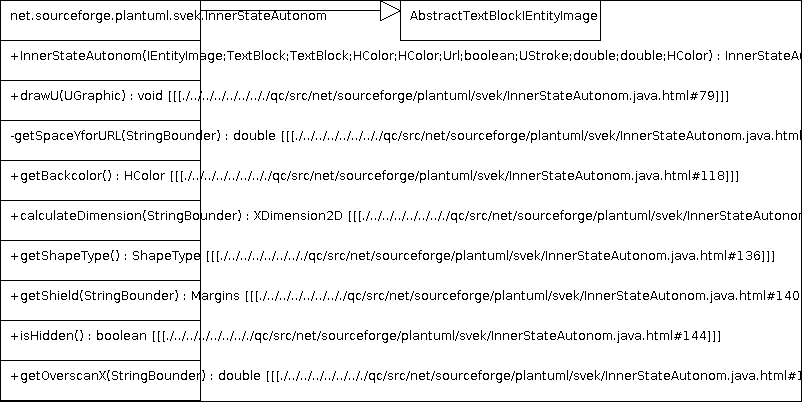 net.sourceforge.plantuml.svek.InnerStateAutonom
AbstractTextBlockIEntityImage
+InnerStateAutonom(IEntityImage;TextBlock;TextBlock;HColor;HColor;Url;boolean;UStroke;double;double;HColor) : InnerStateAu
+drawU(UGraphic) : void [[[./../../../../../../../qc/src/net/sourceforge/plantuml/svek/InnerStateAutonom.java.html#79]]]
-getSpaceYforURL(StringBounder) : double [[[./../../../../../../../qc/src/net/sourceforge/plantuml/svek/InnerStateAutonom.java.html
+getBackcolor() : HColor [[[./../../../../../../../qc/src/net/sourceforge/plantuml/svek/InnerStateAutonom.java.html#118]]]
+calculateDimension(StringBounder) : XDimension2D [[[./../../../../../../../qc/src/net/sourceforge/plantuml/svek/InnerStateAutonom
+getShapeType() : ShapeType [[[./../../../../../../../qc/src/net/sourceforge/plantuml/svek/InnerStateAutonom.java.html#136]]]
+getShield(StringBounder) : Margins [[[./../../../../../../../qc/src/net/sourceforge/plantuml/svek/InnerStateAutonom.java.html#140
+isHidden() : boolean [[[./../../../../../../../qc/src/net/sourceforge/plantuml/svek/InnerStateAutonom.java.html#144]]]
+getOverscanX(StringBounder) : double [[[./../../../../../../../qc/src/net/sourceforge/plantuml/svek/InnerStateAutonom.java.html#1